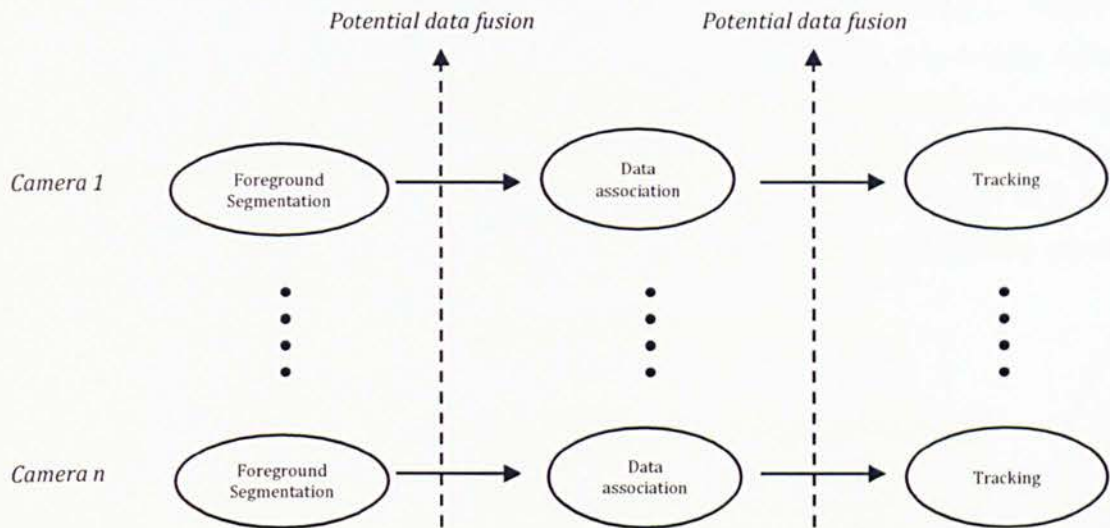 Potential data fusion
Potential data fusion
Camera 1
Foreground
Segmentation
Data
association
Tracking
Camera n
Foreground
Segmentation
Data
association
Tracking